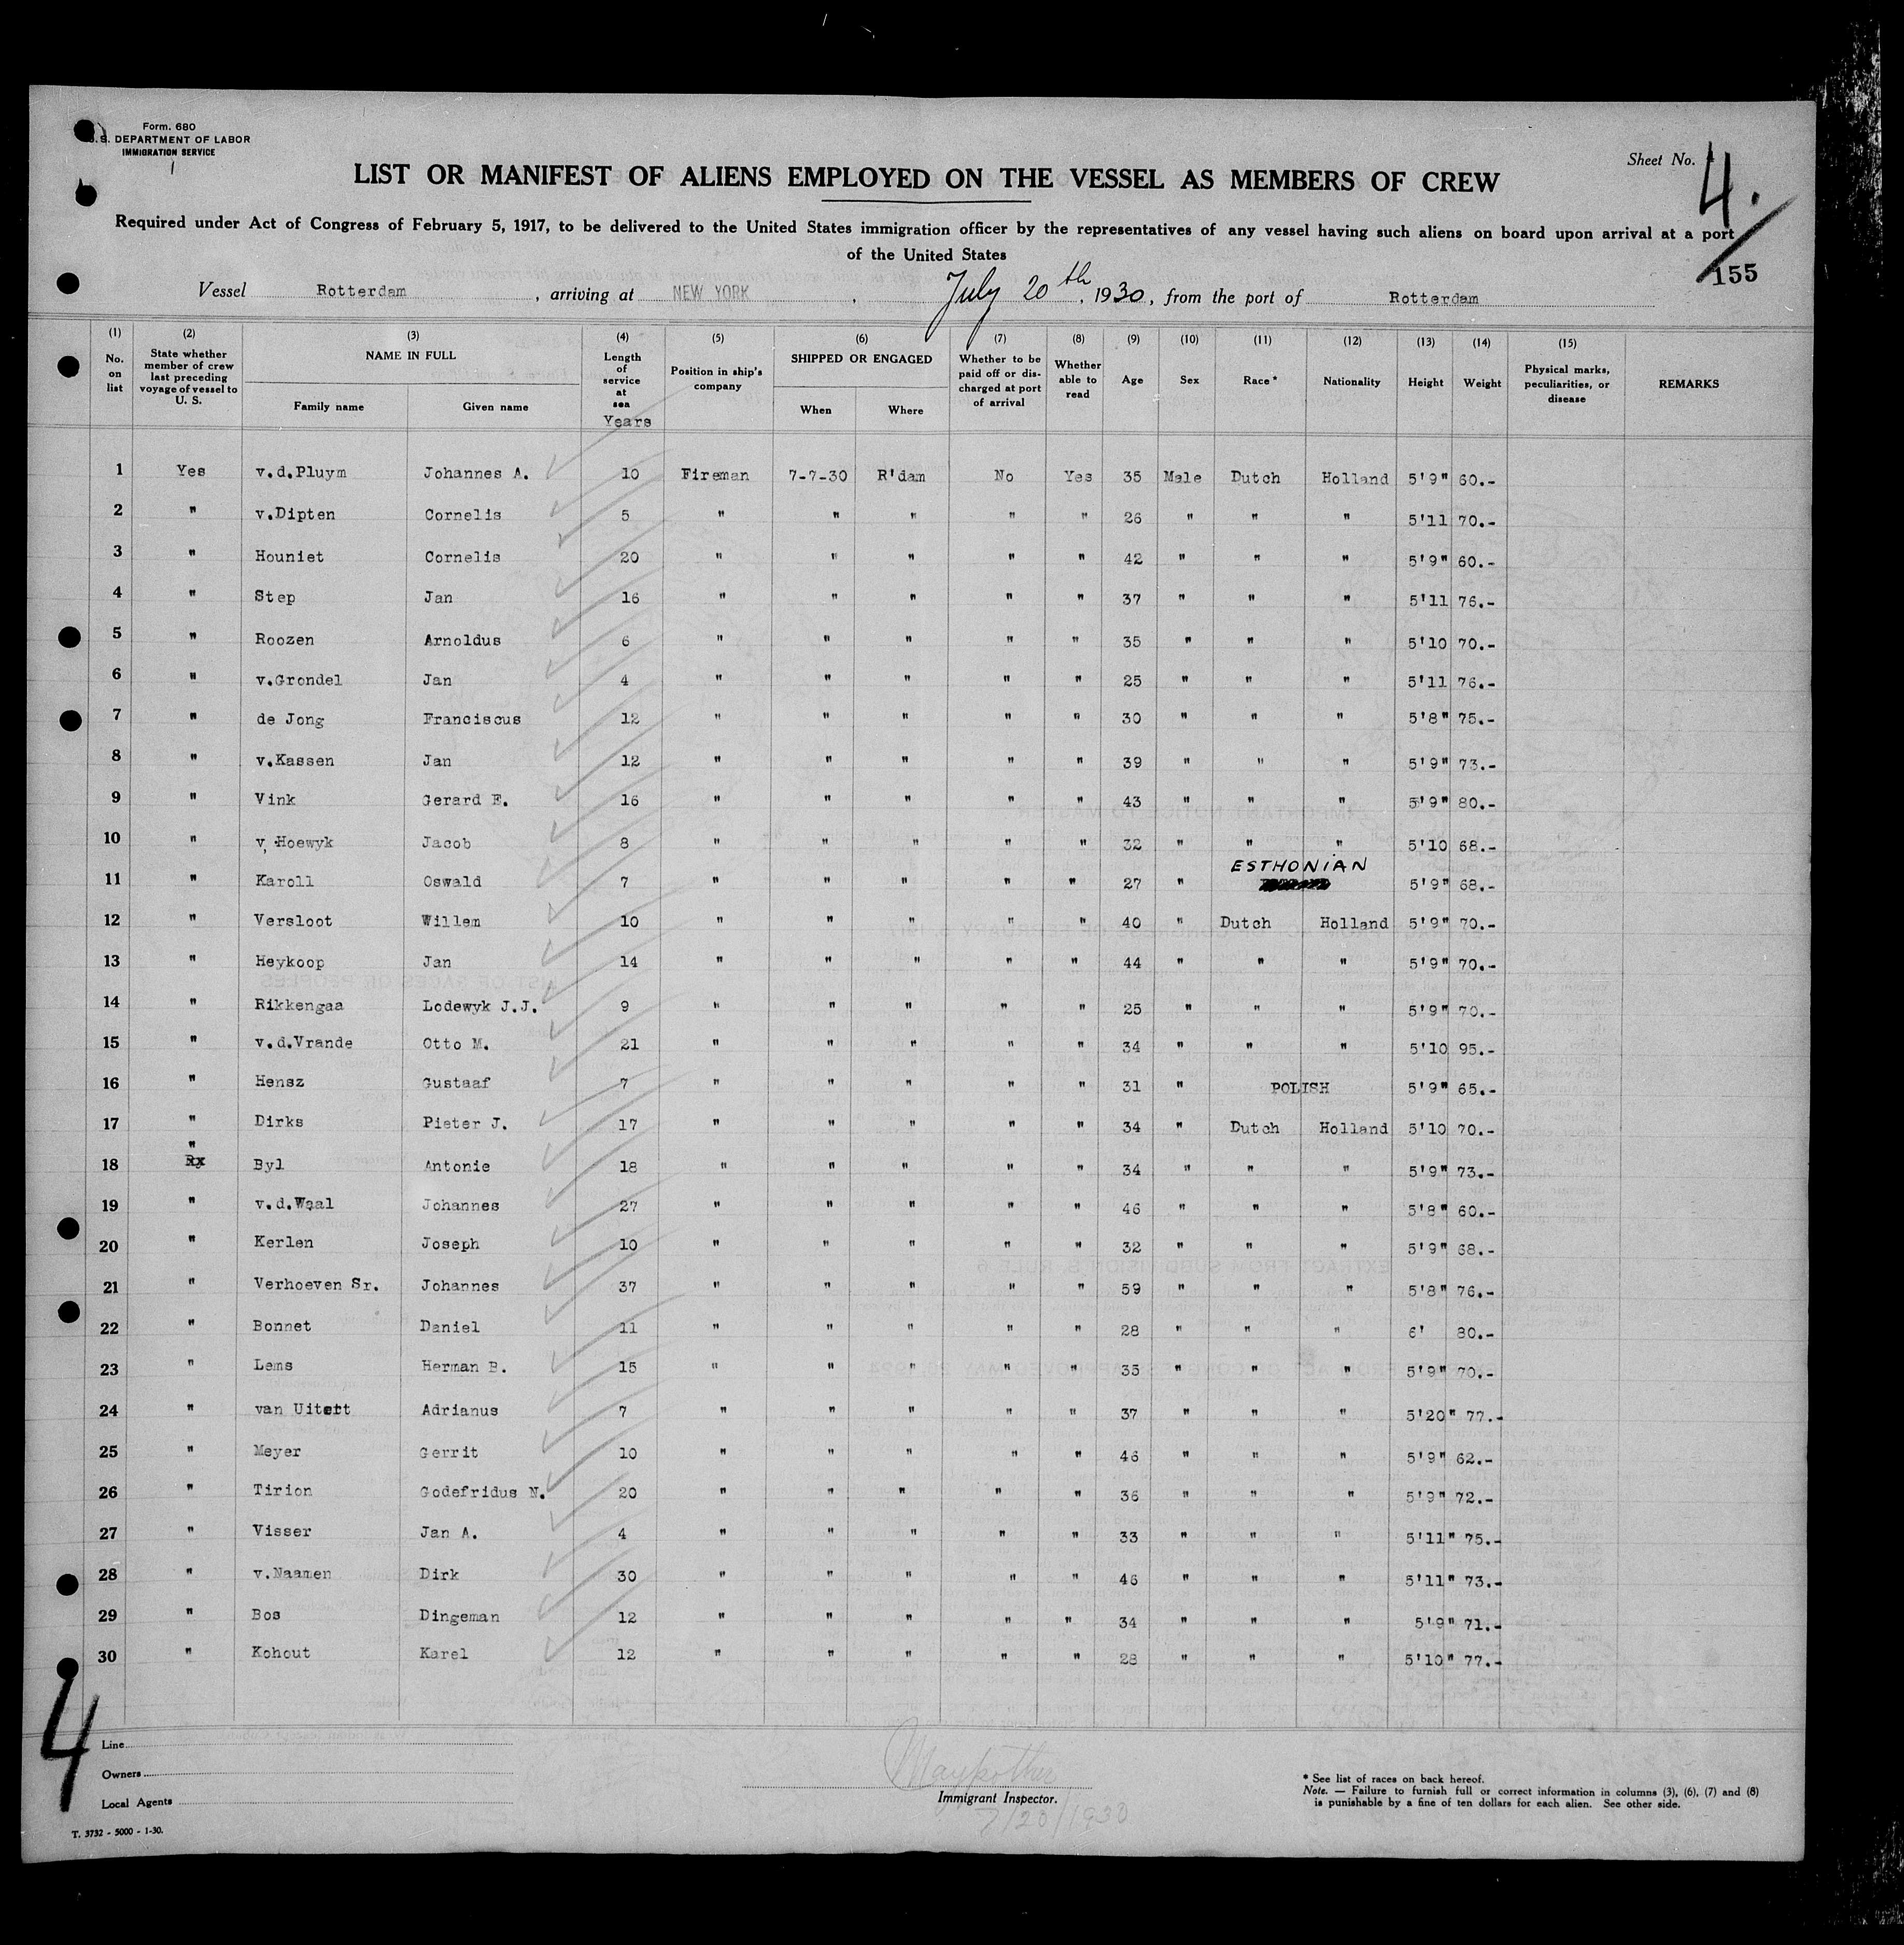 Form. 680
U.S. DEPARTMENT OF LABOR
IMMIGRATION SERVICE
Sheet No. 4.
155
LIST OR MANIFEST OF ALIENS EMPLOYED ON THE VESSEL AS MEMBERS OF CREW
Required under Act of Congress of February 5, 1917, to be delivered to the United States immigration officer by the representatives of any vessel having such aliens on board upon arrival at a port
of the United States
Vessel Rotterdam, arriving at NEW YORK, July 20th, 1930, from the port of Rotterdam
(1) No. on list (2) State whether member of crew last preceding voyage of vessel to U. S. (3) NAME IN FULL Family name Given name (4) Length of service at sea Years (5) Position in ship's company (6) SHIPPED OR ENGAGED When Where (7) Whether to be paid off or discharged at port of arrival (8) Whether able to read (9) Age (10) Sex (11) Race* (12) Nationality (13) Height (14) Weight (15) Physical marks, peculiarities, or disease REMARKS
1 Yes v.d.Pluym Johannes A. 10 Fireman 7-7-30 R'dam No Yes 35 Male Dutch Holland 5'9" 60.-
2 " v.Dipten Cornelis 5 " " " " " 26 " " " 5'11 70.-
3 " Houniet Cornelis 20 " " " " " 42 " " " 5'9" 60.-
4 " Step Jan 16 " " " " " 37 " " " 5'11 76.-
5 " Roozen Arnoldus 6 " " " " " 35 " " " 5'10 70.-
6 " v.Grondel Jan 4 " " " " " 25 " " " 5'11 76.-
7 " de Jong Franciscus 12 " " " " " 30 " " " 5'8" 75.-
8 " v.Kassen Jan 12 " " " " " 39 " " " 5'9" 73.-
9 " Vink Gerard E. 16 " " " " " 43 " " " 5'9" 80.-
10 " v. Hoewyk Jacob 8 " " " " " 32 " " " 5'10 68.-
11 " Karoll Oswald 7 " " " " " 27 " ESTHONIAN 5'9" 68.-
12 " Versloot Willem 10 " " " " " 40 " Dutch Holland 5'9" 70.-
13 " Heykoop Jan 14 " " " " " 44 " " " 5'9" 70.-
14 " Rikkengaa Lodewyk J.J. 9 " " " " " 25 " " " 5'9" 70.-
15 " v.d.Vrande Otto M. 21 " " " " " 34 " " " 5'10 95.-
16 " Hensz Gustaaf 7 " " " " " 31 " POLISH 5'9" 65.-
17 " Dirks Pieter J. 17 " " " " " 34 " Dutch Holland 5'10 70.-
18 " Byl Antonie 18 " " " " " 34 " " " 5'9" 73.-
19 " v.d.Waal Johannes 27 " " " " " 46 " " " 5'8" 60.-
20 " Kerlen Joseph 10 " " " " " 32 " " " 5'9" 68.-
21 " Verhoeven Sr. Johannes 37 " " " " " 59 " " " 5'8" 76.-
22 " Bonnet Daniel 11 " " " " " 28 " " " 6' 80.-
23 " Lems Herman B. 15 " " " " " 35 " " " 5'9" 70.-
24 " van Uitert Adrianus 7 " " " " " 37 " " " 5'20" 77.-
25 " Meyer Gerrit 10 " " " " " 46 " " " 5'9" 62.-
26 " Tirion Godefridus N. 20 " " " " " 36 " " " 5'9" 72.-
27 " Visser Jan A. 4 " " " " " 33 " " " 5'11" 75.-
28 " v.Naamen Dirk 30 " " " " " 46 " " " 5'11" 73.-
29 " Bos Dingeman 12 " " " " " 34 " " " 5'9" 71.-
30 " Kohout Karel 12 " " " " " 28 " " " 5'10" 77.-
4
Line
Owners
Local Agents
T. 3732 - 5000 - 1-30.
Immigrant Inspector.
7/20/1930
* See list of races on back hereof.
Note. — Failure to furnish full or correct information in columns (3), (6), (7) and (8)
is punishable by a fine of ten dollars for each alien. See other side.